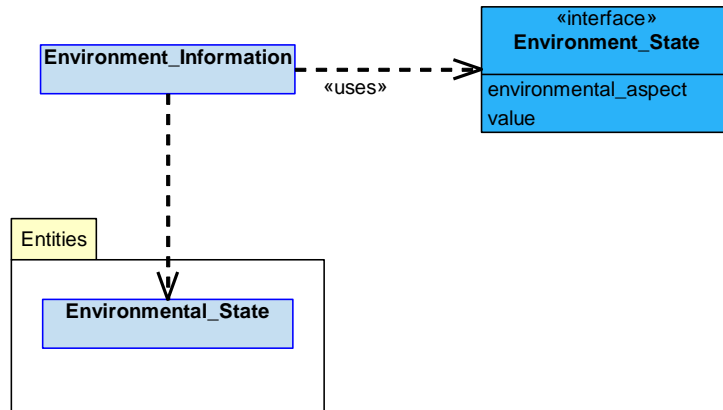 «interface»
Environment_State
Environment_Information
«uses»
environmental_aspect
value
Entities
Environmental_State